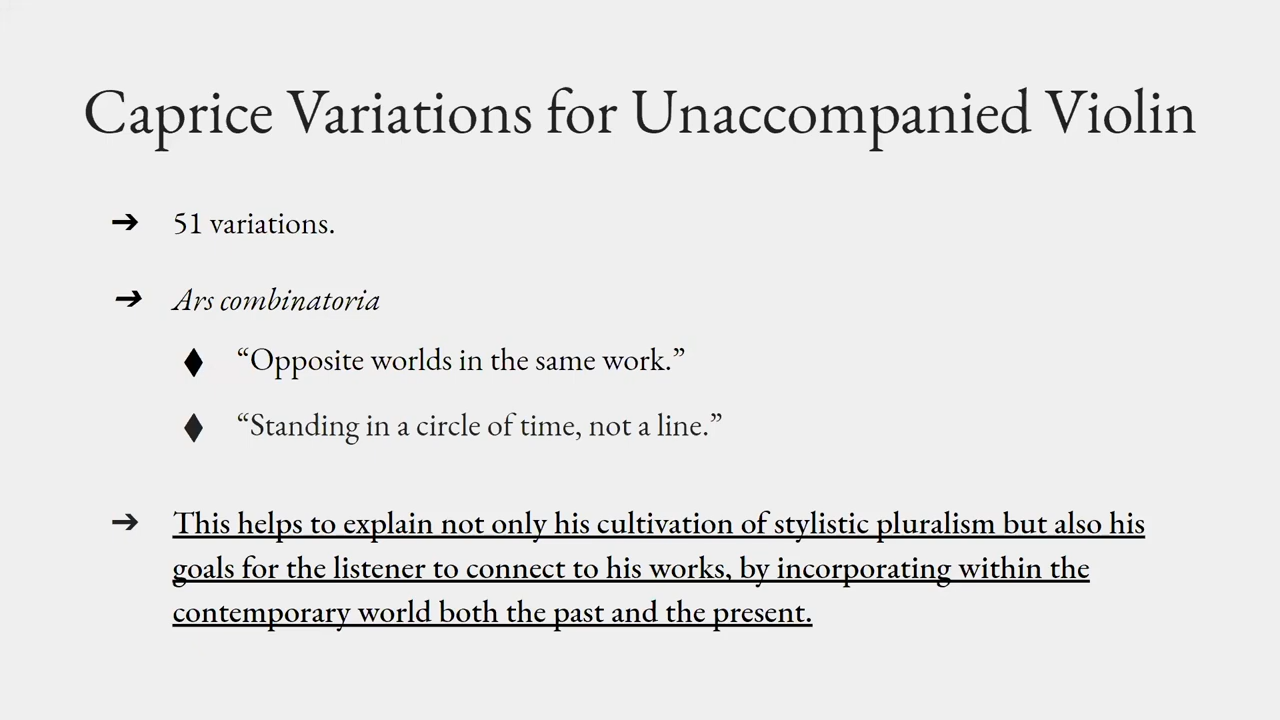 Caprice Variations for Unaccompanied Violin
➔ 51 variations.
➔ Ars combinatoria
♦ “Opposite worlds in the same work.”
♦ “Standing in a circle of time, not a line.”
➔ This helps to explain not only his cultivation of stylistic pluralism but also his
goals for the listener to connect to his works, by incorporating within the
contemporary world both the past and the present.